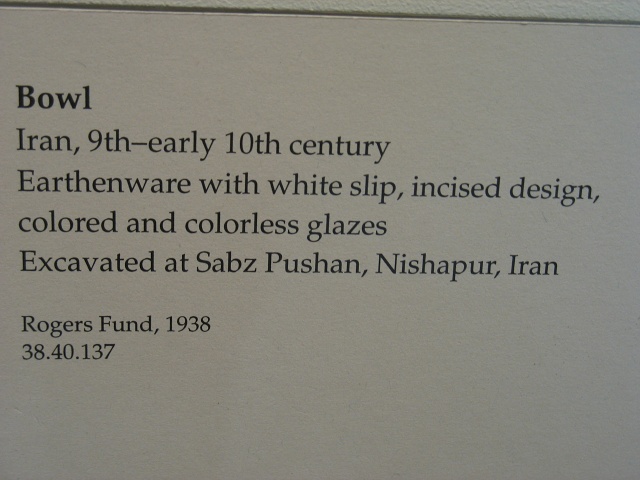 Bowl
Iran, 9th–early 10th century
Earthenware with white slip, incised design,
colored and colorless glazes
Excavated at Sabz Pushan, Nishapur, Iran
Rogers Fund, 1938
38.40.137